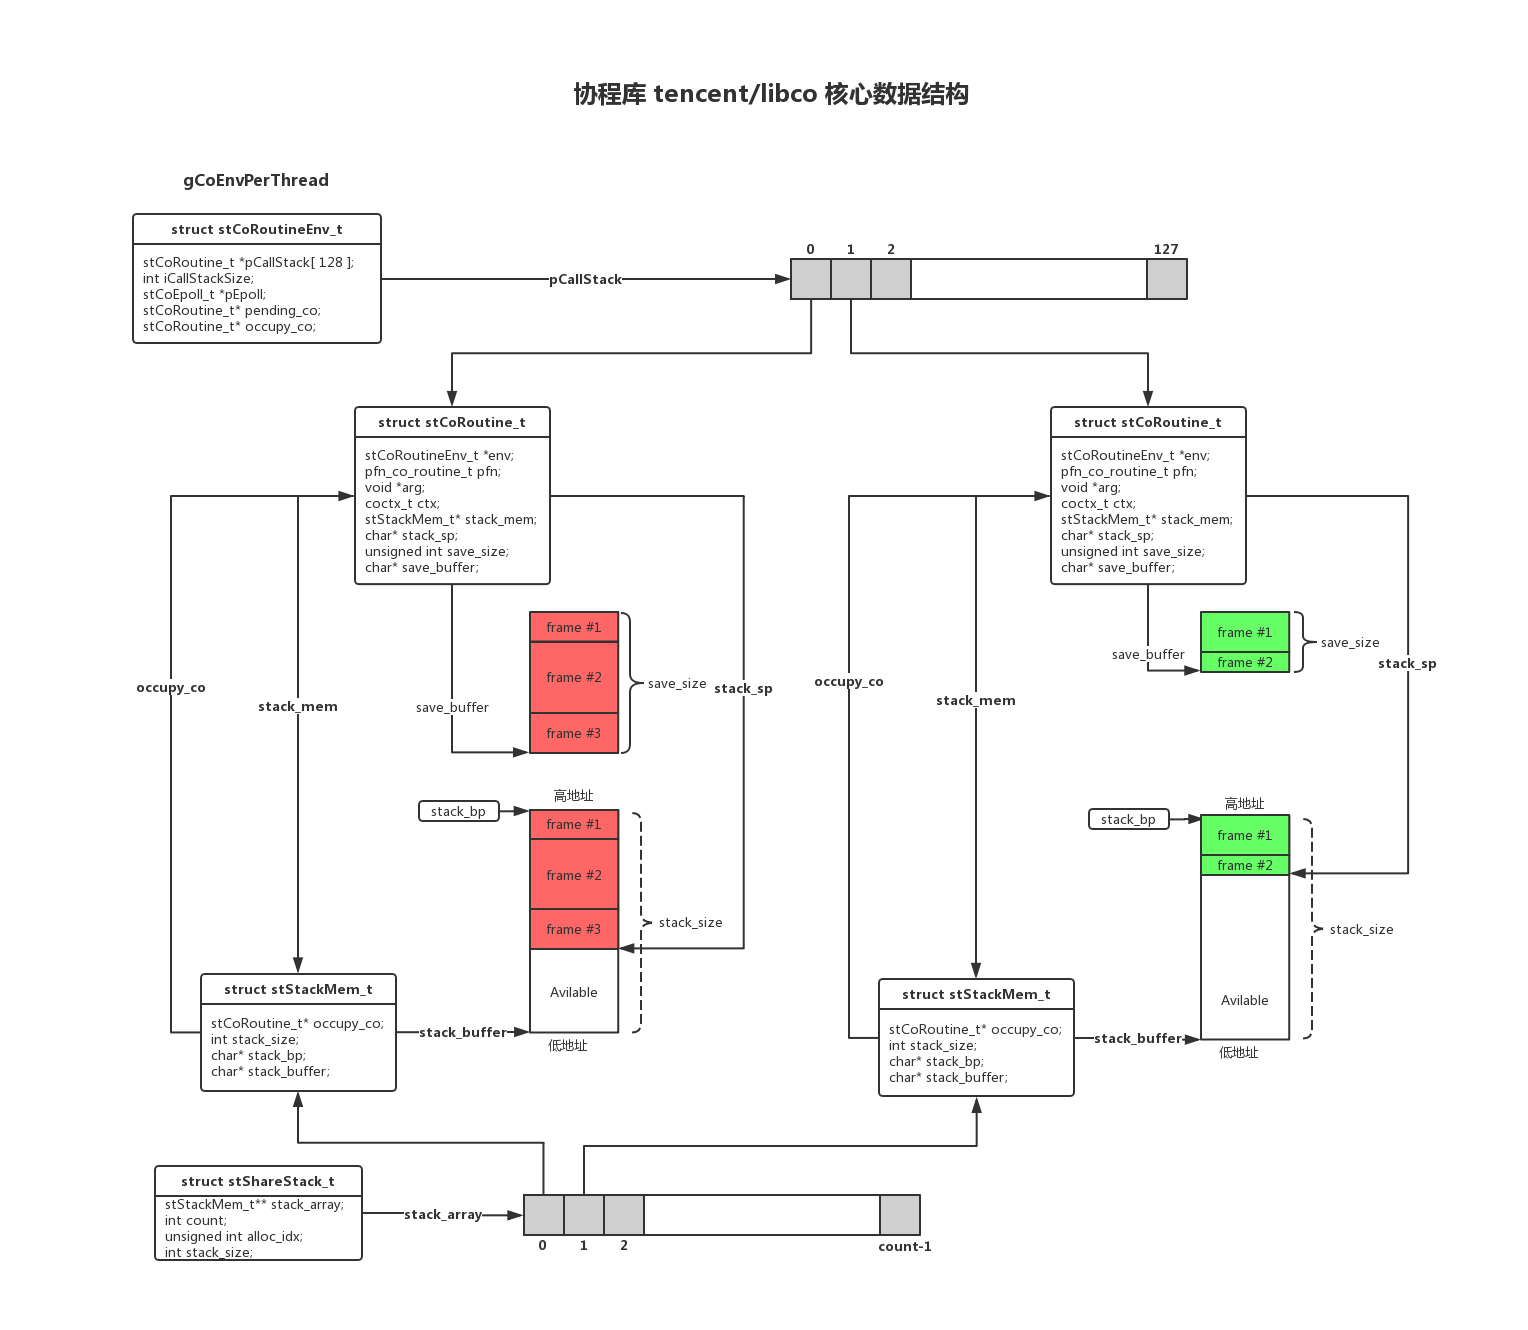 协程库 tencent/libco 核心数据结构
gCoEnvPerThread
struct stCoRoutineEnv_t
stCoRoutine_t *pCallStack[ 128 ];
int iCallStackSize;
stCoEpoll_t *pEpoll;
stCoRoutine_t* pending_co;
stCoRoutine_t* occupy_co;
pCallStack
0 1 2 127
struct stCoRoutine_t
stCoRoutineEnv_t *env;
pfn_co_routine_t pfn;
void *arg;
coctx_t ctx;
stStackMem_t* stack_mem;
char* stack_sp;
unsigned int save_size;
char* save_buffer;
struct stCoRoutine_t
stCoRoutineEnv_t *env;
pfn_co_routine_t pfn;
void *arg;
coctx_t ctx;
stStackMem_t* stack_mem;
char* stack_sp;
unsigned int save_size;
char* save_buffer;
occupy_co
stack_mem
save_buffer
frame #1
frame #2
frame #3
save_size
stack_sp
occupy_co
stack_mem
save_buffer
frame #1
frame #2
save_size
stack_sp
高地址
stack_bp
frame #1
frame #2
frame #3
Avilable
stack_size
低地址
高地址
stack_bp
frame #1
frame #2
Avilable
stack_size
低地址
struct stStackMem_t
stCoRoutine_t* occupy_co;
int stack_size;
char* stack_bp;
char* stack_buffer;
stack_buffer
struct stStackMem_t
stCoRoutine_t* occupy_co;
int stack_size;
char* stack_bp;
char* stack_buffer;
stack_buffer
struct stShareStack_t
stStackMem_t** stack_array;
int count;
unsigned int alloc_idx;
int stack_size;
stack_array
0 1 2 count-1